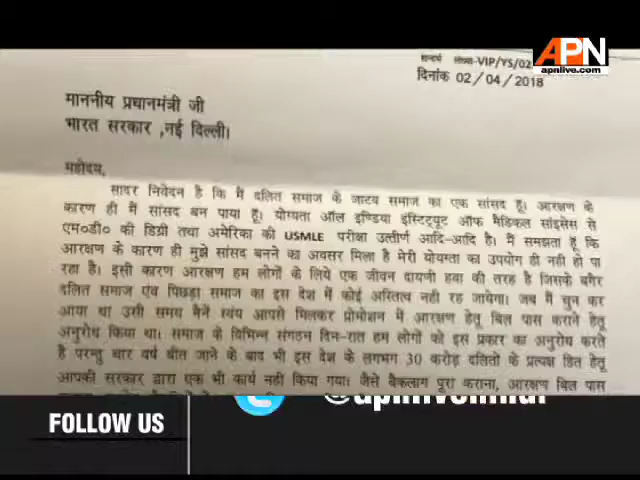 APN
apnlive.com
सन्दर्भ संख्या-VIP/YS/02
दिनांक 02/04/2018
माननीय प्रधानमंत्री जी
भारत सरकार ,नई दिल्ली।
महोदय,
सादर निवेदन है कि मैं दलित समाज के जाटव समाज का एक सांसद हूँ। आरक्षण के
कारण ही मैं सांसद बन पाया हूँ। योग्यता ऑल इण्डिया इंस्टिट्यूट ऑफ मैडिकल सांइसेस से
एम०डी० की डिग्री तथा अमेरिका की USMLE परीक्षा उत्तीर्ण आदि-आदि है। मैं समझता हूं कि
आरक्षण के कारण ही मुझे सांसद बनने का अवसर मिला है मेरी योग्यता का उपयोग ही नही हो पा
रहा है। इसी कारण आरक्षण हम लोगों के लिये एक जीवन दायणी हवा की तरह है जिसके बगैर
दलित समाज एंव पिछड़ा समाज का इस देश में कोई अस्तित्व नही रह जायेगा। जब मैं चुन कर
आया था उसी समय मैनें स्वंय आपसे मिलकर प्रोमोशन में आरक्षण हेतू बिल पास कराने हेतू
अनुरोध किया था। समाज के विभिन्न संगठन दिन-रात हम लोगों को इस प्रकार का अनुरोध करते
है परन्तु चार वर्ष बीत जाने के बाद भी इस देश के लगभग 30 करोड़ दलितों के प्रत्यक्ष हित हेतू
आपकी सरकार द्वारा एक भी कार्य नहीं किया गया। जैसे बैकलाग पूरा कराना, आरक्षण बिल पास
FOLLOW US